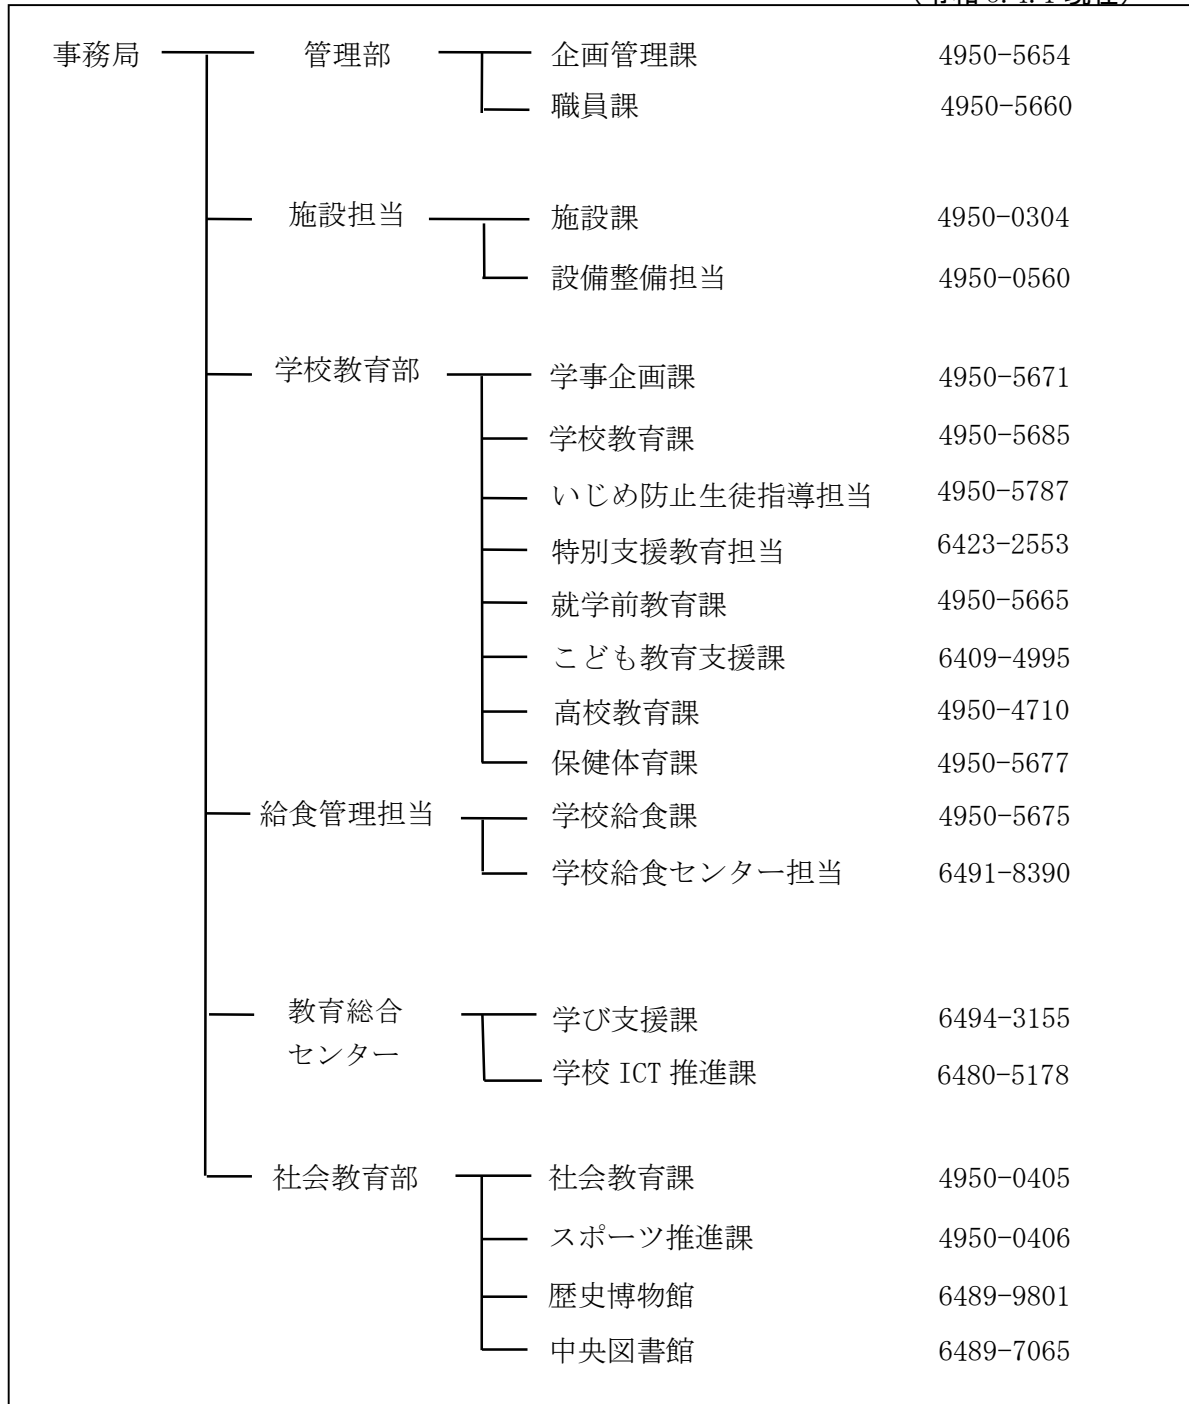 事務局 管理部 企画管理課 4950-5654
職員課 4950-5660
施設担当 施設課 4950-0304
設備整備担当 4950-0560
学校教育部 学事企画課 4950-5671
学校教育課 4950-5685
いじめ防止生徒指導担当 4950-5787
特別支援教育担当 6423-2553
就学前教育課 4950-5665
こども教育支援課 6409-4995
高校教育課 4950-4710
保健体育課 4950-5677
給食管理担当 学校給食課 4950-5675
学校給食センター担当 6491-8390
教育総合 学び支援課 6494-3155
センター 学校 ICT 推進課 6480-5178
社会教育部 社会教育課 4950-0405
スポーツ推進課 4950-0406
歴史博物館 6489-9801
中央図書館 6489-7065